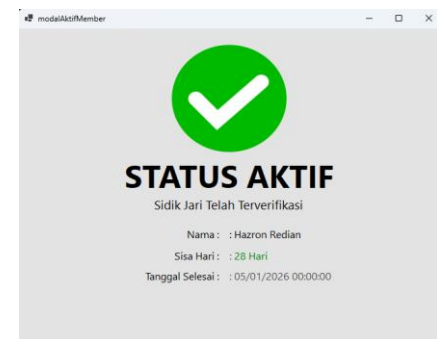 modalAktifMember
STATUS AKTIF
Sidik Jari Telah Terverifikasi
Nama : : Hazron Redian
Sisa Hari : : 28 Hari
Tanggal Selesai : : 05/01/2026 00:00:00